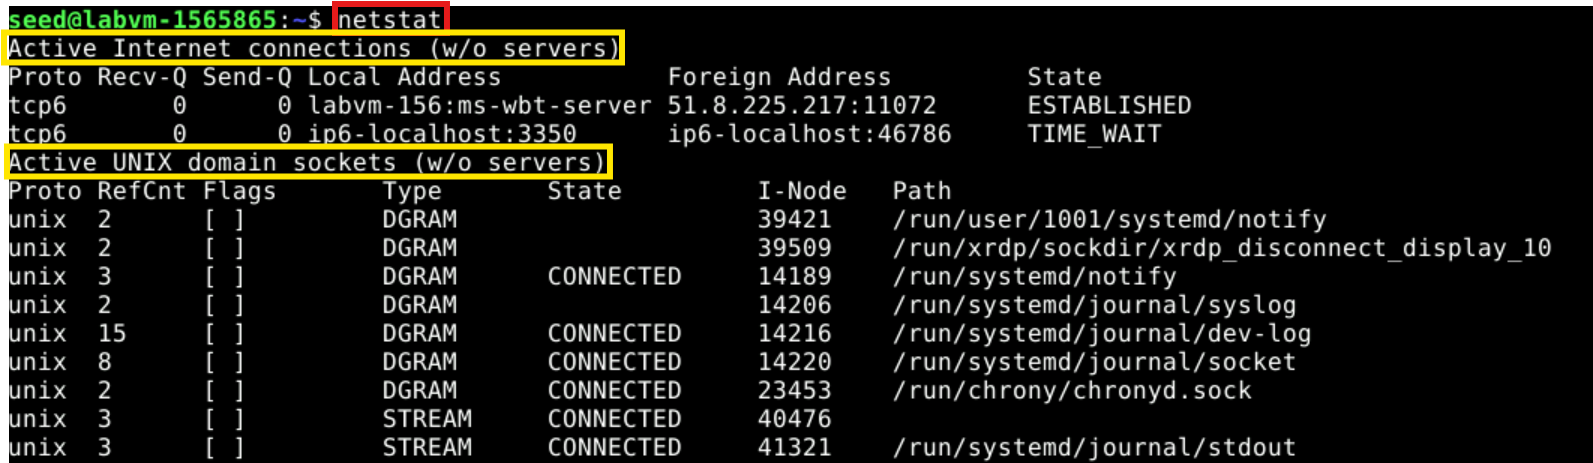 seed@labvm-1565865:~$ netstat
Active Internet connections (w/o servers)
Proto Recv-Q Send-Q Local Address           Foreign Address         State
tcp6       0      0 labvm-156:ms-wbt-server 51.8.225.217:11072      ESTABLISHED
tcp6       0      0 ip6-localhost:3350      ip6-localhost:46786     TIME_WAIT
Active UNIX domain sockets (w/o servers)
Proto RefCnt Flags       Type       State         I-Node   Path
unix  2      [ ]         DGRAM                    39421    /run/user/1001/systemd/notify
unix  2      [ ]         DGRAM                    39509    /run/xrdp/sockdir/xrdp_disconnect_display_10
unix  3      [ ]         DGRAM      CONNECTED     14189    /run/systemd/notify
unix  2      [ ]         DGRAM                    14206    /run/systemd/journal/syslog
unix  15     [ ]         DGRAM      CONNECTED     14216    /run/systemd/journal/dev-log
unix  8      [ ]         DGRAM      CONNECTED     14220    /run/systemd/journal/socket
unix  2      [ ]         DGRAM      CONNECTED     23453    /run/chrony/chronyd.sock
unix  3      [ ]         STREAM     CONNECTED     40476
unix  3      [ ]         STREAM     CONNECTED     41321    /run/systemd/journal/stdout